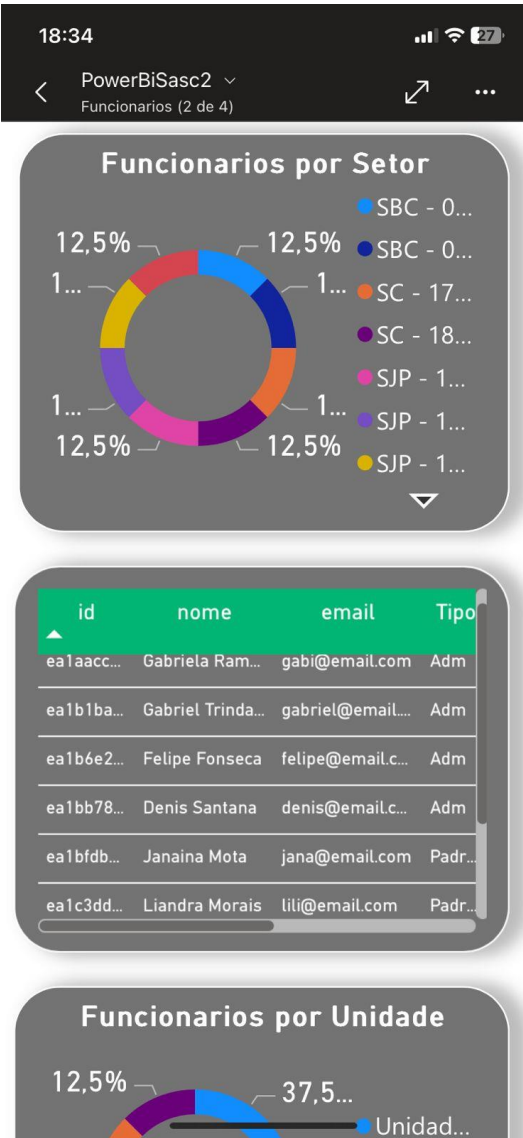 18:34
27
PowerBiSasc2
Funcionarios (2 de 4)
Funcionarios por Setor
12,5%
12,5%
1...
1...
1...
1...
12,5%
12,5%
SBC - 0...
SBC - 0...
SC - 17...
SC - 18...
SJP - 1...
SJP - 1...
SJP - 1...
id nome email Tipo
ea1aacc... Gabriela Ram... gabi@email.com Adm
ea1b1ba... Gabriel Trinda... gabriel@email.... Adm
ea1b6e2... Felipe Fonseca felipe@email.c... Adm
ea1bb78... Denis Santana denis@email.c... Adm
ea1bfdb... Janaina Mota jana@email.com Padr...
ea1c3dd... Liandra Morais lili@email.com Padr...
Funcionarios por Unidade
12,5%
37,5...
Unidad...